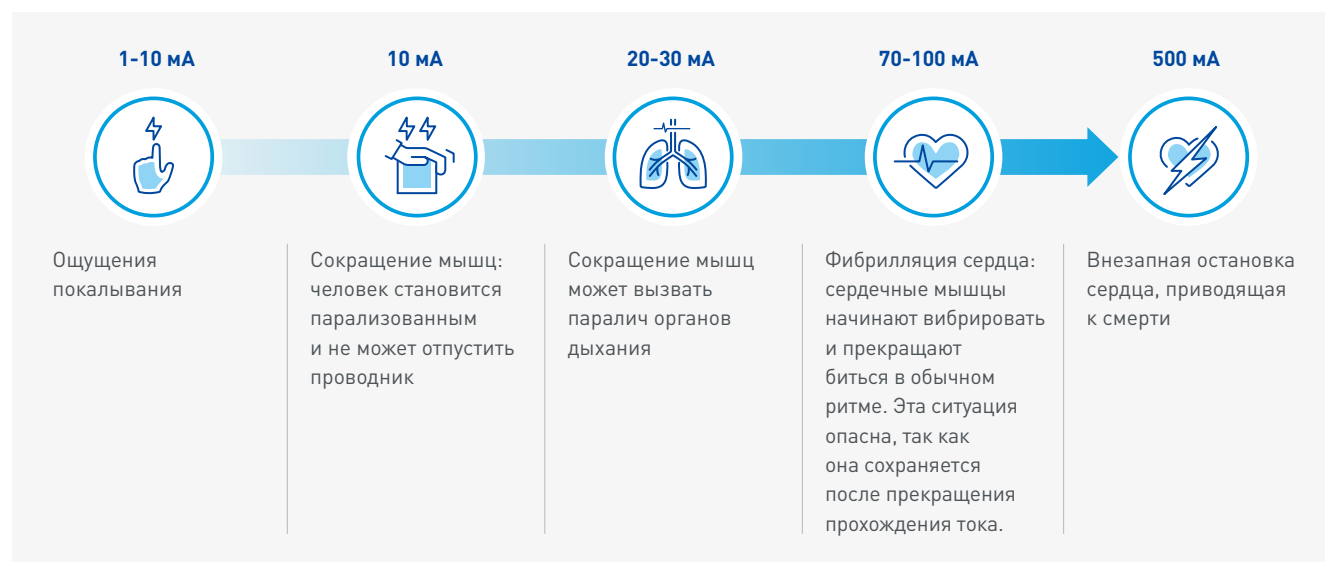 1-10 мА
Ощущения
покалывания
10 мА
Сокращение мышц:
человек становится
парализованным
и не может отпустить
проводник
20-30 мА
Сокращение мышц
может вызвать
паралич органов
дыхания
70-100 мА
Фибрилляция сердца:
сердечные мышцы
начинают вибрировать
и прекращают
биться в обычном
ритме. Эта ситуация
опасна, так как
она сохраняется
после прекращения
прохождения тока.
500 мА
Внезапная остановка
сердца, приводящая
к смерти